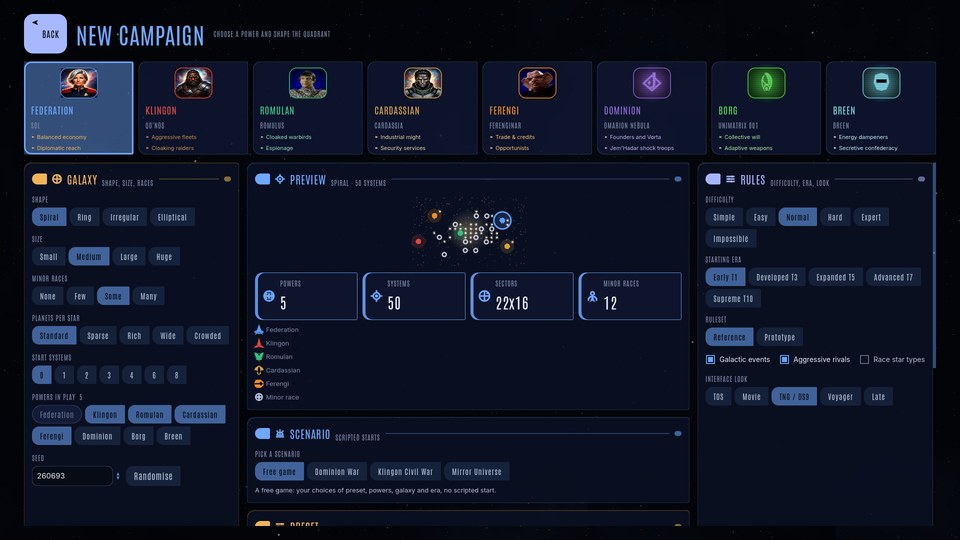 BACK
NEW CAMPAIGN
CHOOSE A POWER AND SHAPE THE QUADRANT
FEDERATION
SOL
• Balanced economy
• Diplomatic reach
KLINGON
QO'NOS
• Aggressive fleets
• Cloaking raiders
ROMULAN
ROMULUS
• Cloaked warbirds
• Espionage
CARDASSIAN
CARDASSIA
• Industrial might
• Security services
FERENGI
FERENGINAR
• Trade & credits
• Opportunists
DOMINION
OMARION NEBULA
• Founders and Vorta
• Jem'Hadar shock troops
BORG
UNIMATRIX 001
• Collective will
• Adaptive weapons
BREEN
BREEN
• Energy dampeners
• Secretive confederacy
GALAXY
SHAPE, SIZE, RACES
SHAPE
Spiral Ring Irregular Elliptical
SIZE
Small Medium Large Huge
MINOR RACES
None Few Some Many
PLANETS PER STAR
Standard Sparse Rich Wide Crowded
START SYSTEMS
0 1 2 3 4 6 8
POWERS IN PLAY 5
Federation Klingon Romulan Cardassian
Ferengi Dominion Borg Breen
SEED
260693 Randomise
PREVIEW
SPIRAL · 50 SYSTEMS
POWERS
5
SYSTEMS
50
SECTORS
22x16
MINOR RACES
12
Federation
Klingon
Romulan
Cardassian
Ferengi
Minor race
SCENARIO
SCRIPTED STARTS
PICK A SCENARIO
Free game Dominion War Klingon Civil War Mirror Universe
A free game: your choices of preset, powers, galaxy and era, no scripted start.
PRESET
RULES
DIFFICULTY, ERA, LOOK
DIFFICULTY
Simple Easy Normal Hard Expert
Impossible
STARTING ERA
Early T1 Developed T3 Expanded T5 Advanced T7
Supreme T10
RULESET
Reference Prototype
Galactic events Aggressive rivals Race star types
INTERFACE LOOK
TOS Movie TNG / DS9 Voyager Late